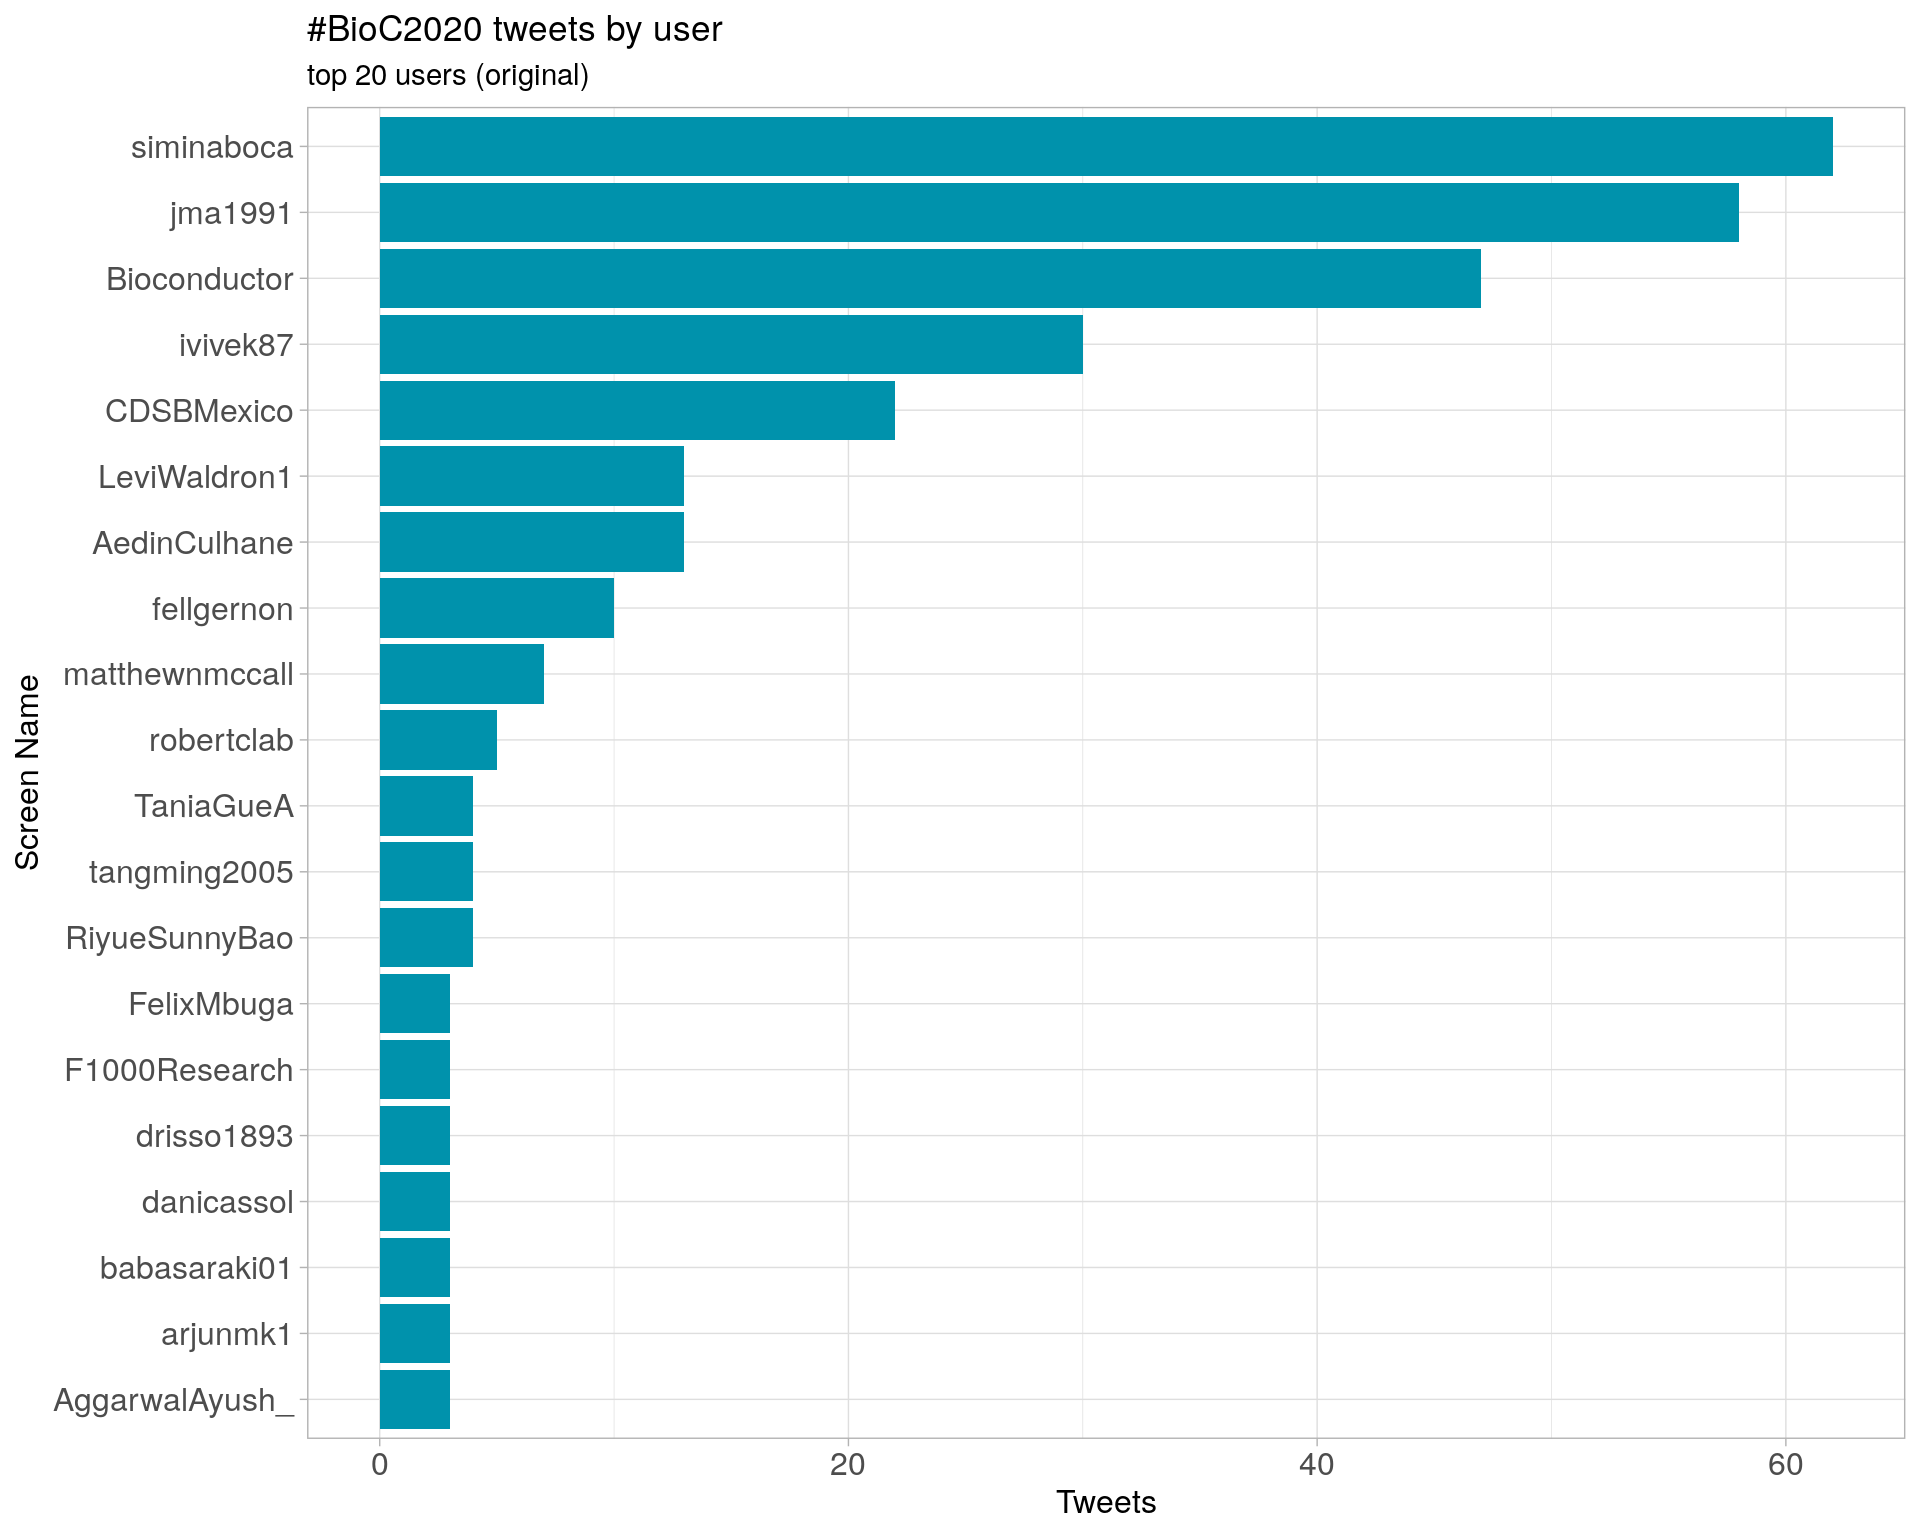 #BioC2020 tweets by user
top 20 users (original)
siminaboca
jma1991
Bioconductor
ivivek87
CDSBMexico
LeviWaldron1
AedinCulhane
fellgernon
matthewnmccall
robertclab
TaniaGueA
tangming2005
RiyueSunnyBao
FelixMbuga
F1000Research
drisso1893
danicassol
babasaraki01
arjunmk1
AggarwalAyush_
Screen Name
0 20 40 60
Tweets